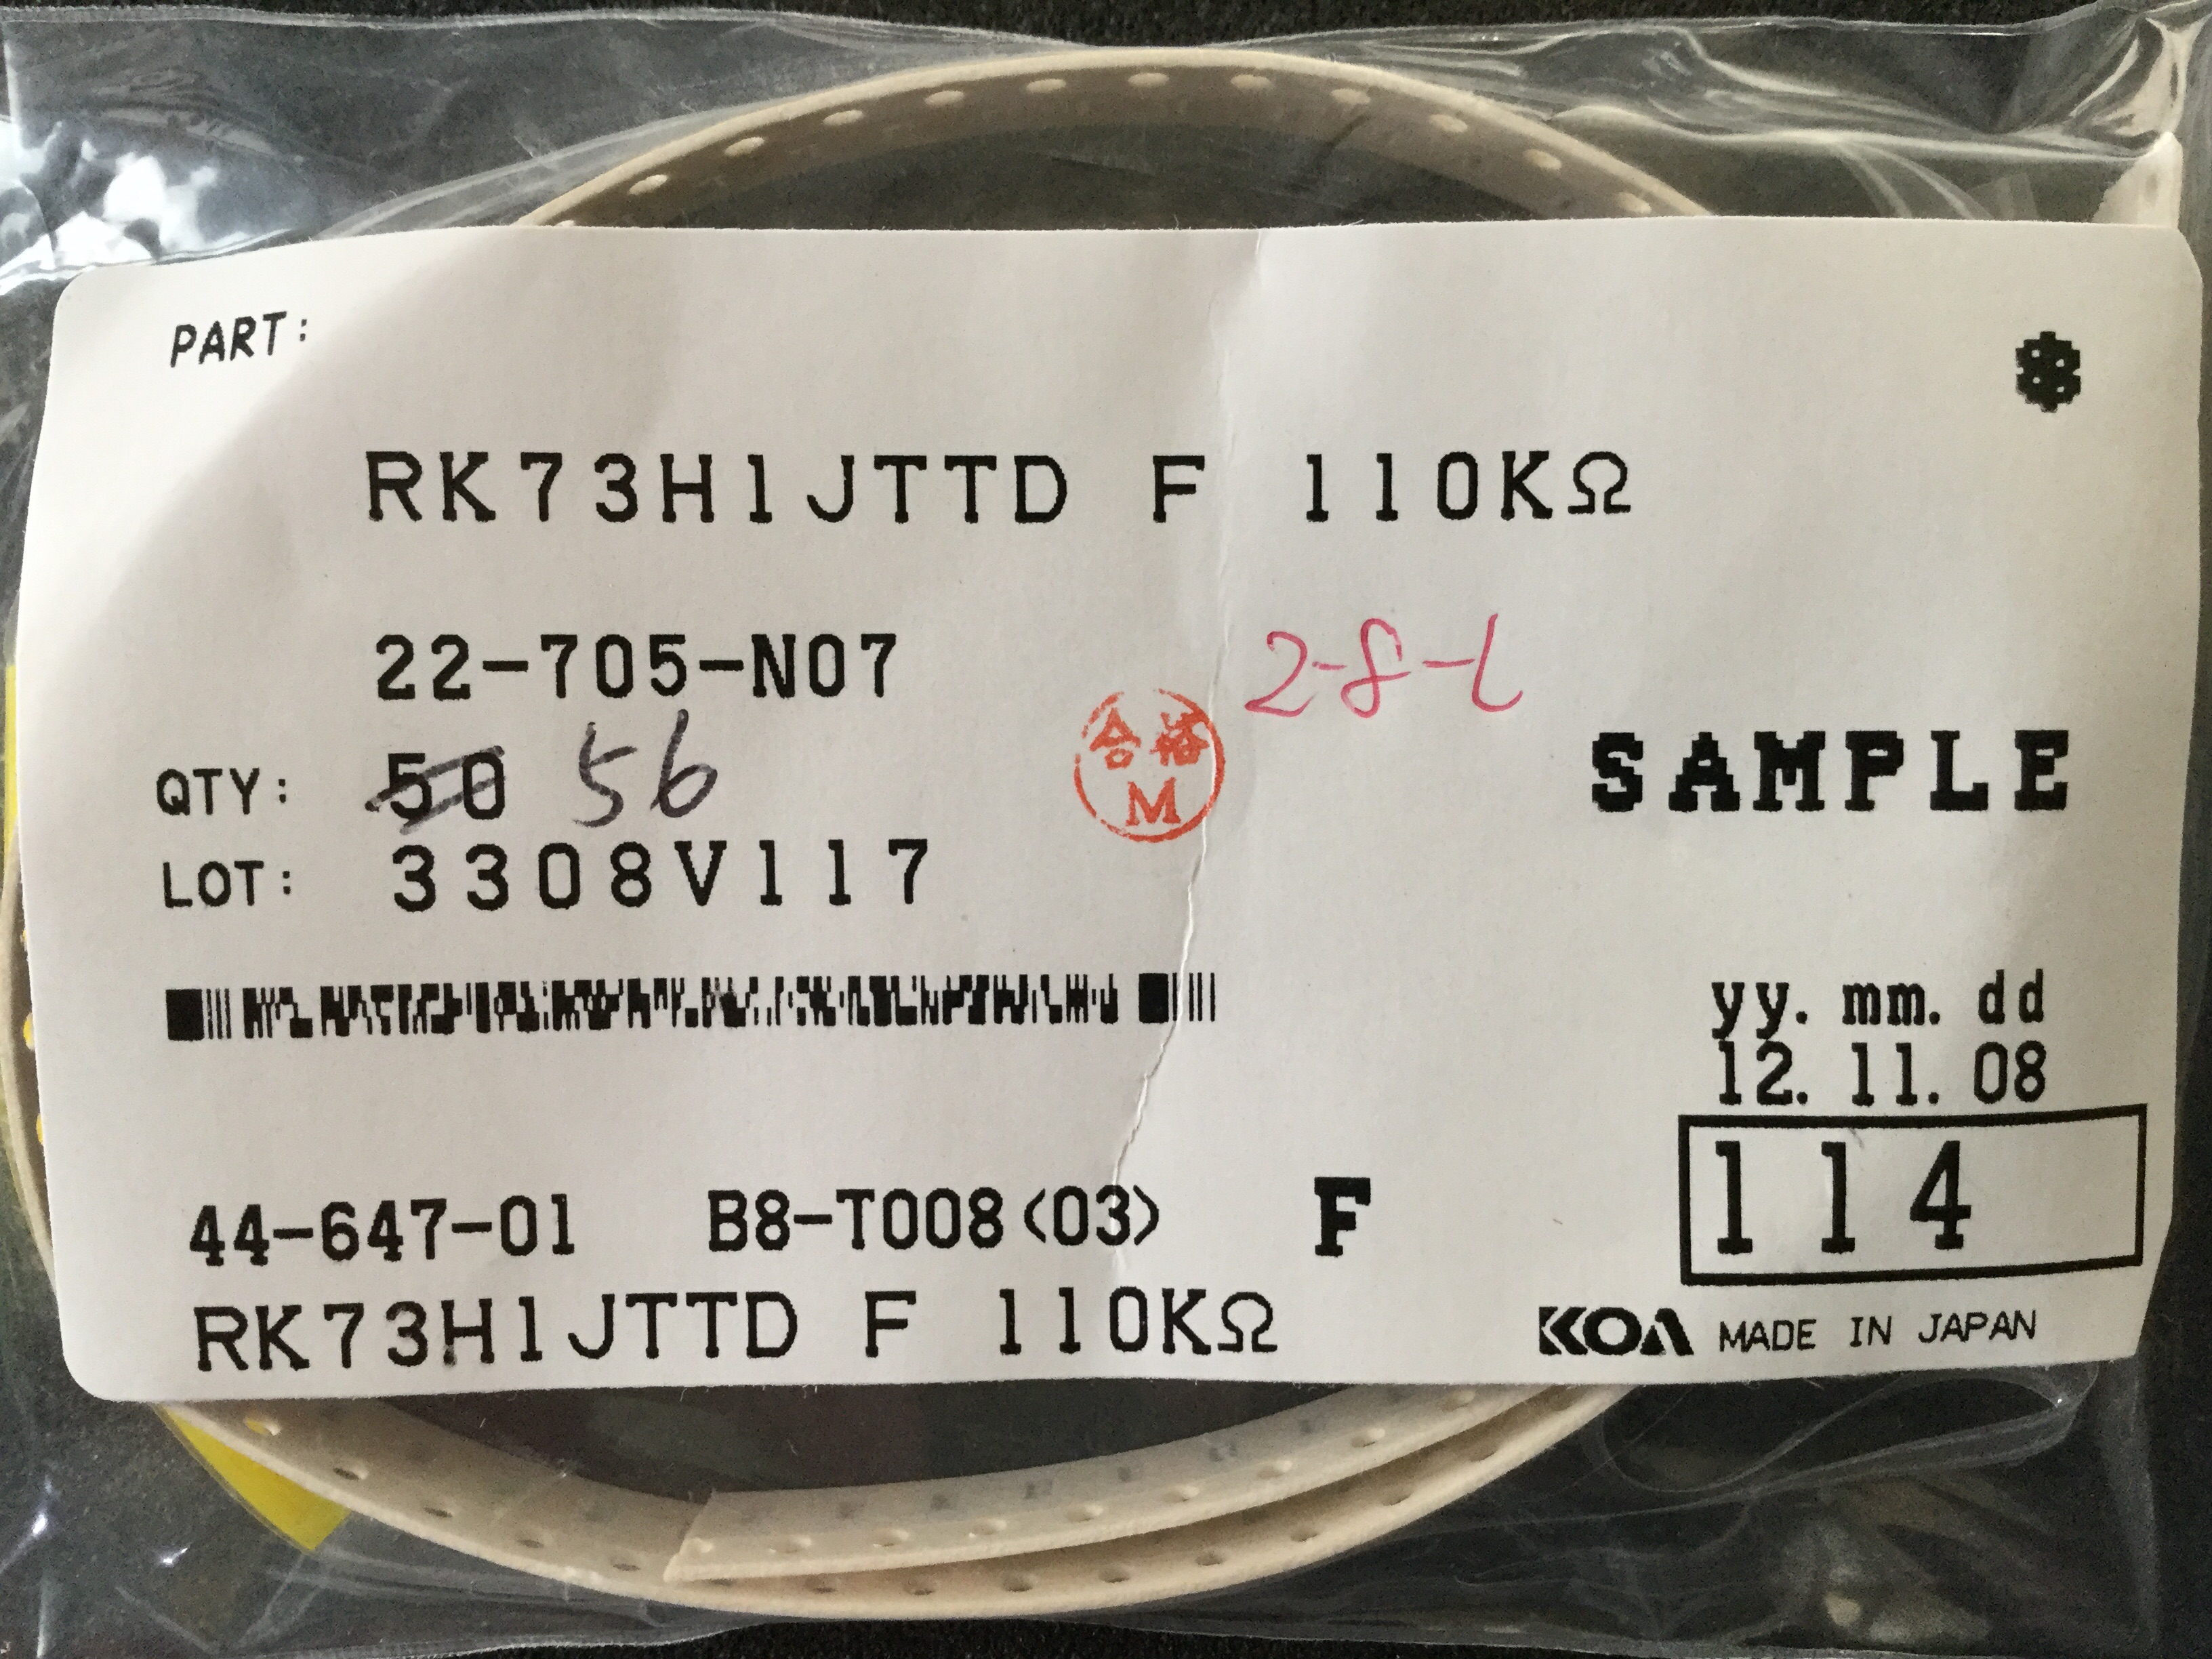 PART:
*
RK73H1JTTD F 110KΩ
22-705-N07
2-8-L
QTY: 50 56
合格
M
SAMPLE
LOT: 3308V117
yy. mm. dd
12. 11. 08
114
44-647-01 B8-T008<03> F
RK73H1JTTD F 110KΩ
KOA MADE IN JAPAN